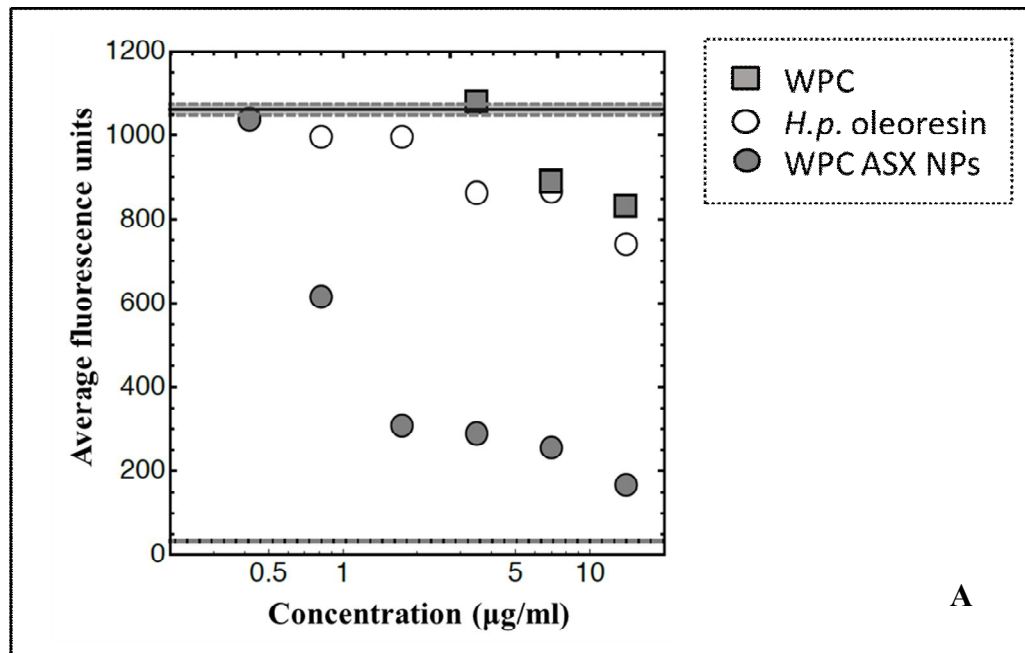 1200
1000
800
600
400
200
0
Average fluorescence units
0.5 1 5 10
Concentration (µg/ml)
WPC
H.p. oleoresin
WPC ASX NPs
A